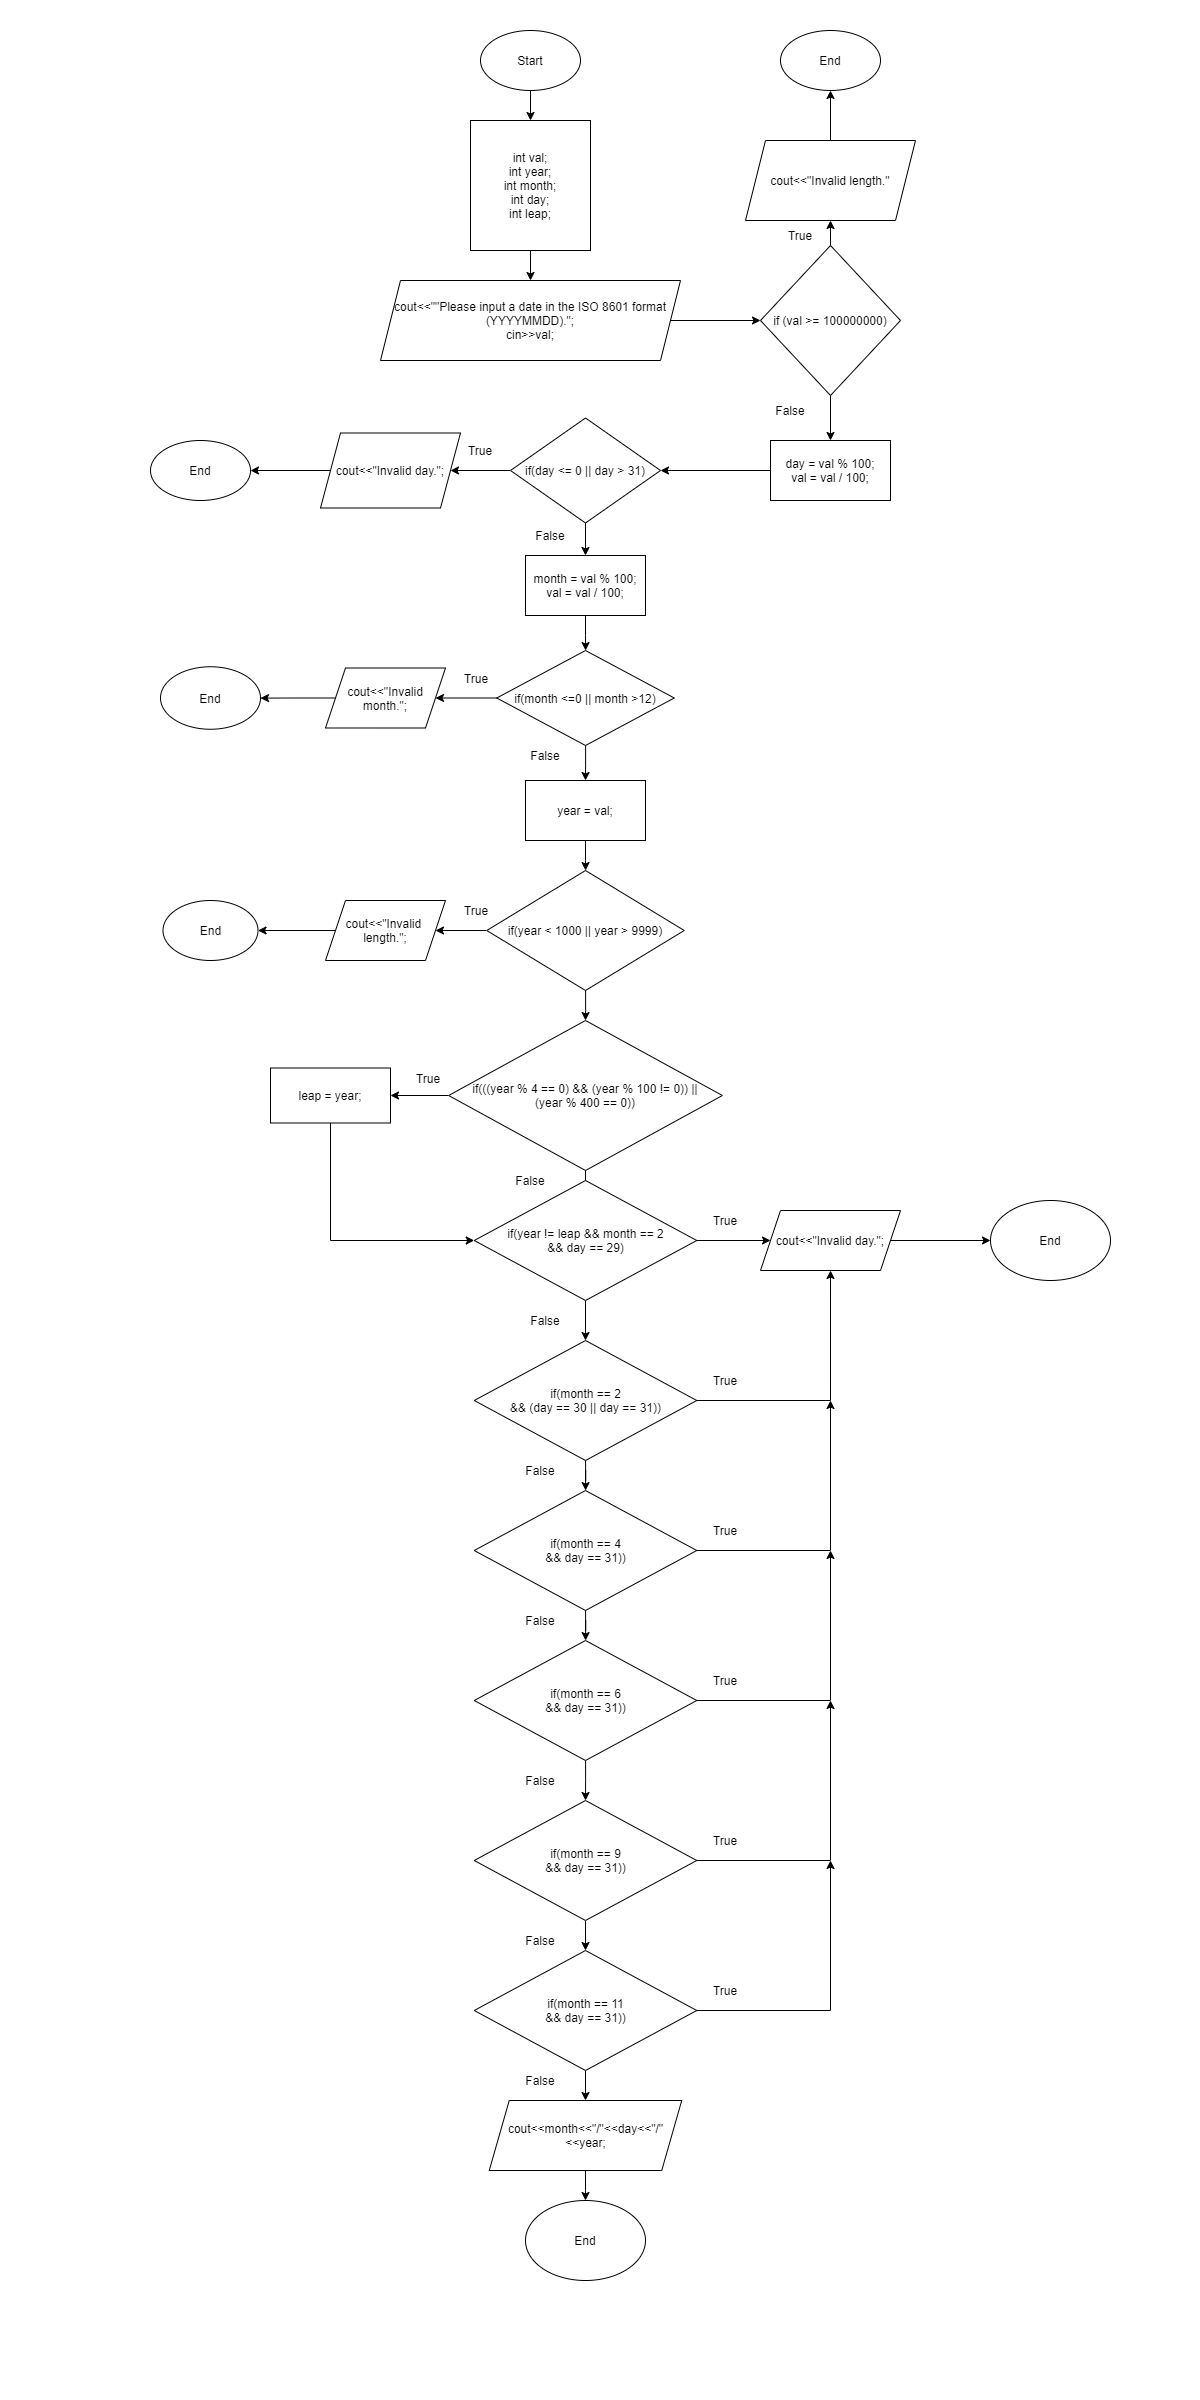 Start
End
int val;
int year;
int month;
int day;
int leap;
cout<<"Invalid length."
True
cout<<""Please input a date in the ISO 8601 format
(YYYYMMDD).";
cin>>val;
if (val >= 100000000)
False
day = val % 100;
val = val / 100;
if(day <= 0 || day > 31)
True
cout<<"Invalid day.";
End
False
month = val % 100;
val = val / 100;
if(month <=0 || month >12)
True
cout<<"Invalid
month.";
End
False
year = val;
if(year < 1000 || year > 9999)
True
cout<<"Invalid
length.";
End
if(((year % 4 == 0) && (year % 100 != 0)) ||
(year % 400 == 0))
True
leap = year;
False
if(year != leap && month == 2
&& day == 29)
True
cout<<"Invalid day.";
End
False
if(month == 2
&& (day == 30 || day == 31))
True
False
if(month == 4
&& day == 31))
True
False
if(month == 6
&& day == 31))
True
False
if(month == 9
&& day == 31))
True
False
if(month == 11
&& day == 31))
True
False
cout<<month<<"/"<<day<<"/"
<<year;
End